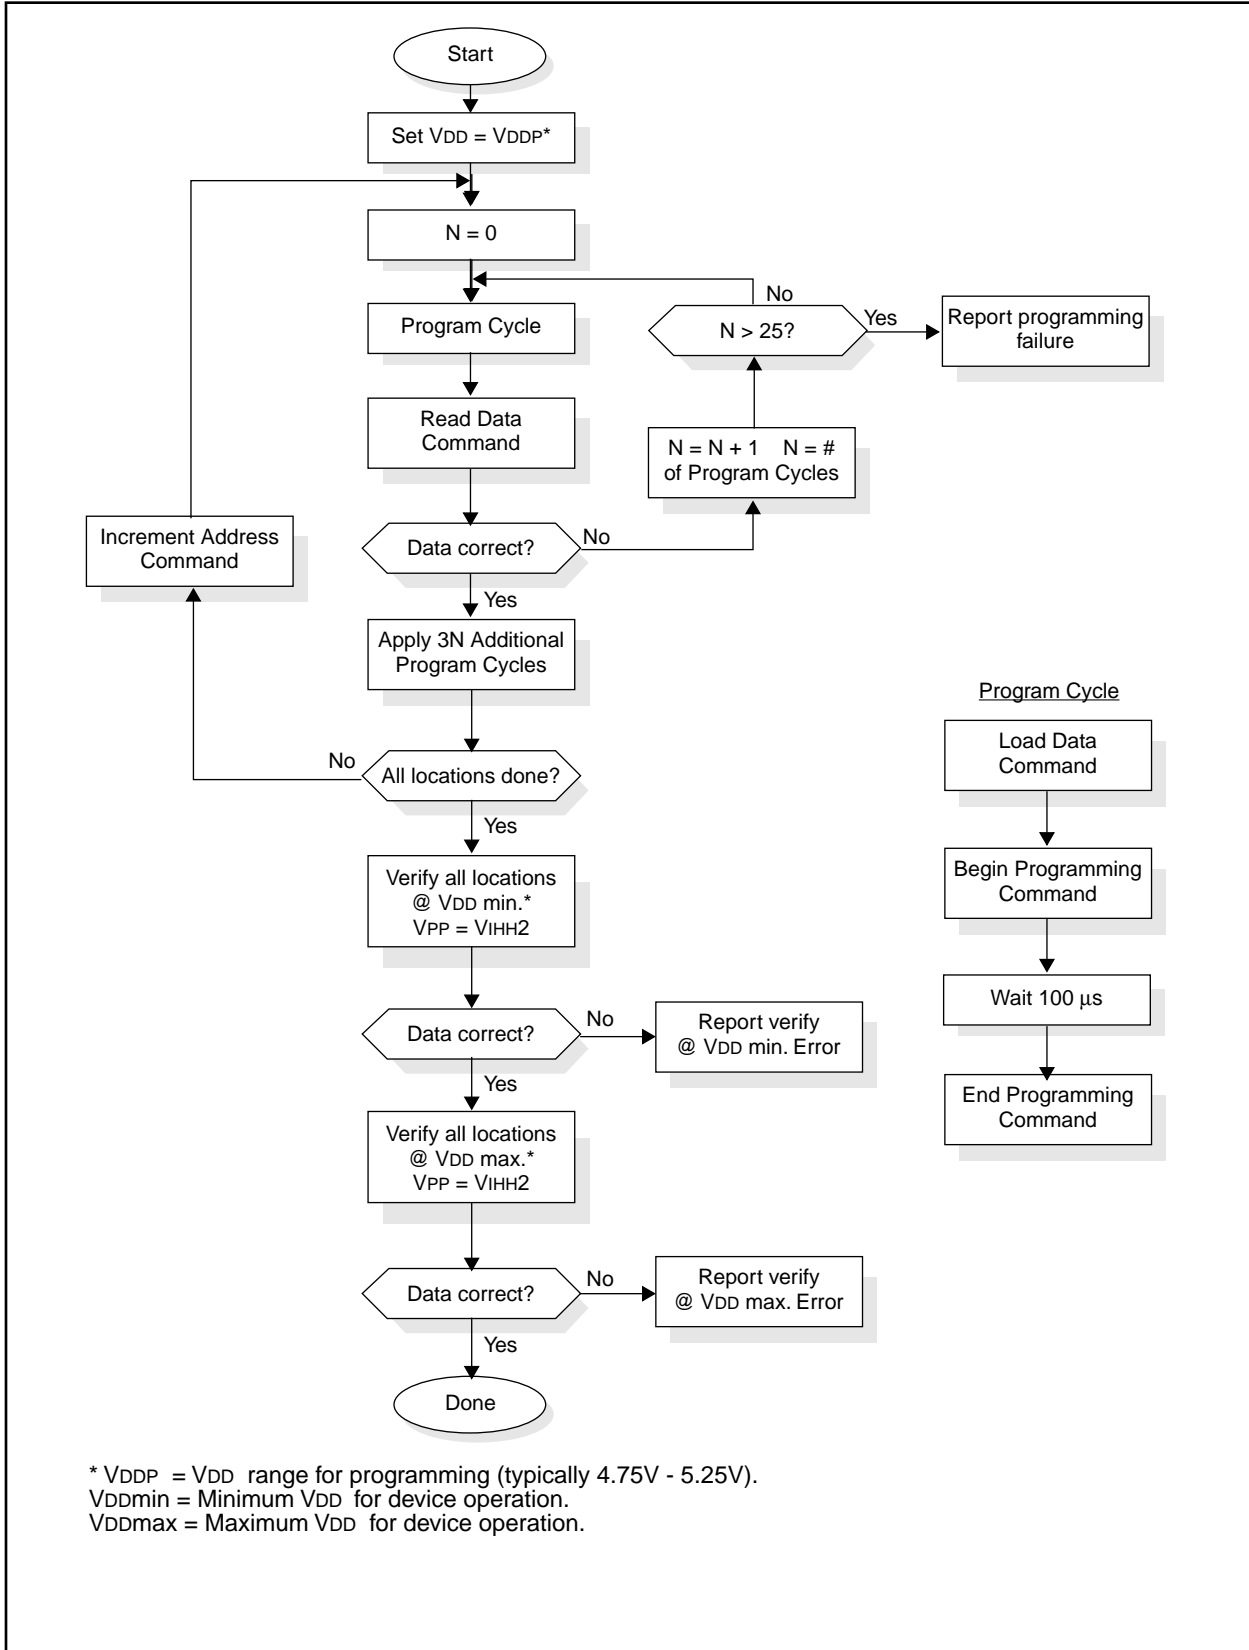 Start
Set VDD = VDDP*
N = 0
No
Program Cycle
N > 25?
Yes
Report programming
failure
Read Data
Command
N = N + 1 N = #
of Program Cycles
Increment Address
Command
Data correct?
No
Yes
Apply 3N Additional
Program Cycles
No
All locations done?
Yes
Verify all locations
@ VDD min.*
VPP = VIHH2
Data correct?
No
Report verify
@ VDD min. Error
Yes
Verify all locations
@ VDD max.*
VPP = VIHH2
Data correct?
No
Report verify
@ VDD max. Error
Yes
Done
Program Cycle
Load Data
Command
Begin Programming
Command
Wait 100 µs
End Programming
Command
* VDDP = VDD range for programming (typically 4.75V - 5.25V).
VDDmin = Minimum VDD for device operation.
VDDmax = Maximum VDD for device operation.